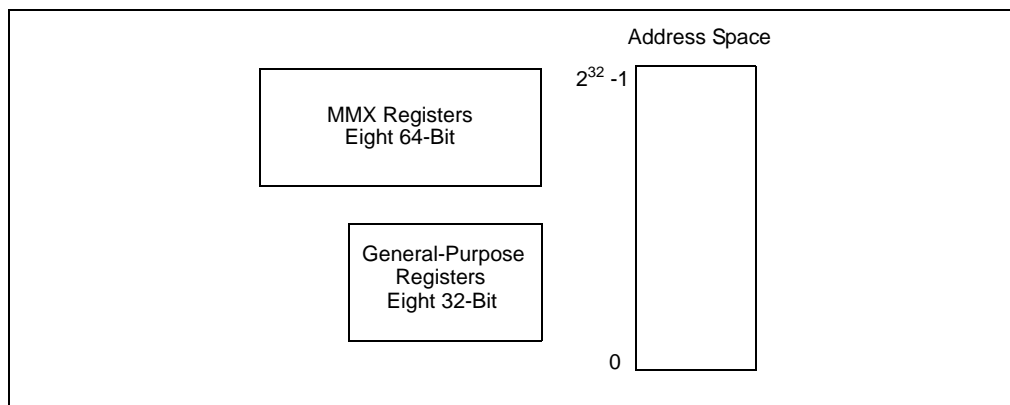 Address Space
2³² -1
MMX Registers
Eight 64-Bit
General-Purpose
Registers
Eight 32-Bit
0